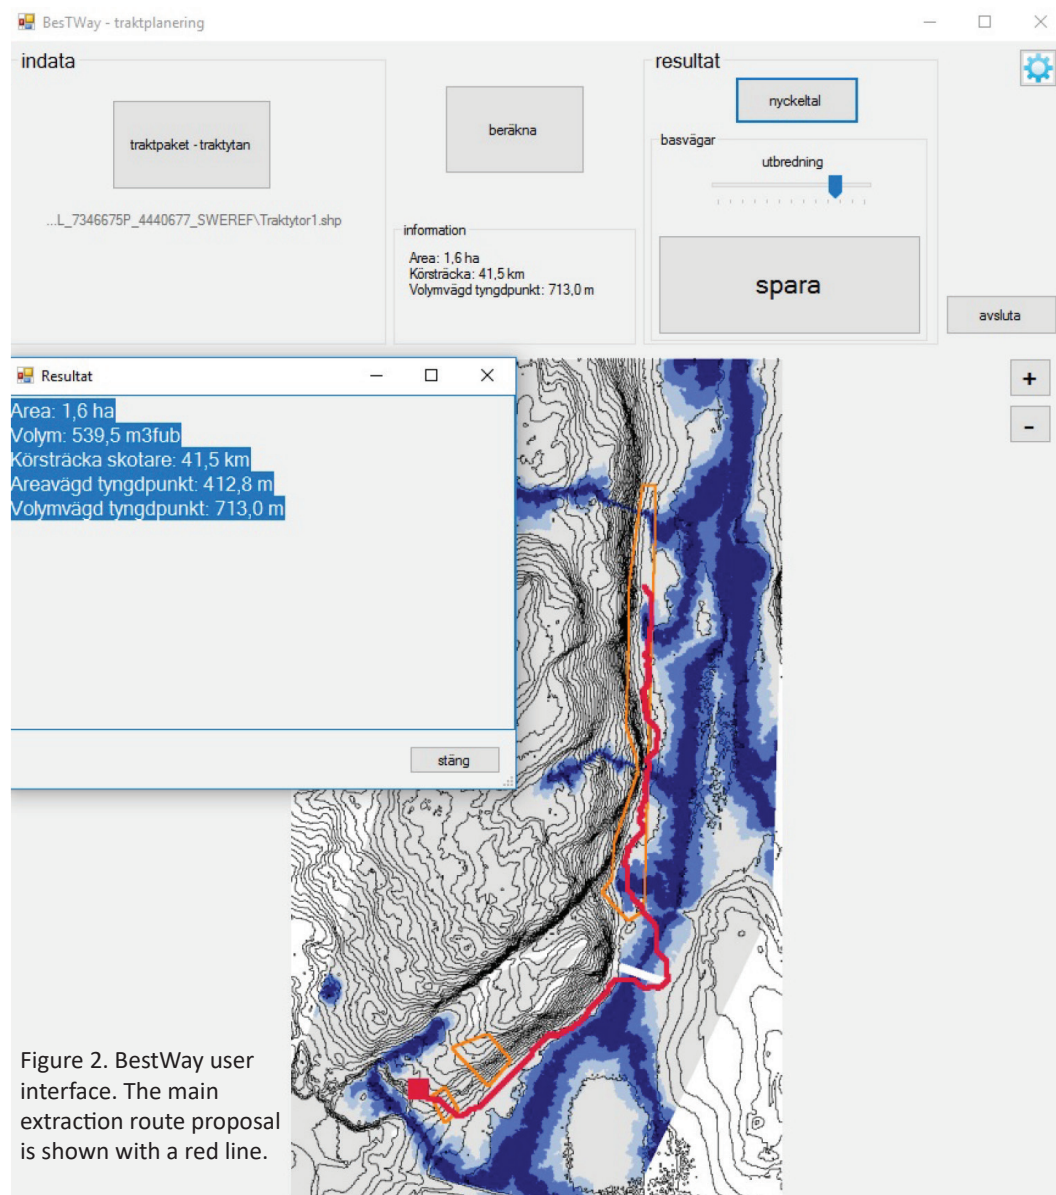 BesTWay - traktplanering
indata
traktpaket - traktytan
...L_7346675P_4440677_SWEREF\Traktytor1.shp
beräkna
information
Area: 1,6 ha
Körsträcka: 41,5 km
Volymvägd tyngdpunkt: 713,0 m
resultat
nyckeltal
basvägar
utbredning
spara
avsluta
+
-
Resultat
Area: 1,6 ha
Volym: 539,5 m3fub
Körsträcka skotare: 41,5 km
Areavägd tyngdpunkt: 412,8 m
Volymvägd tyngdpunkt: 713,0 m
stäng
Figure 2. BestWay user
interface. The main
extraction route proposal
is shown with a red line.